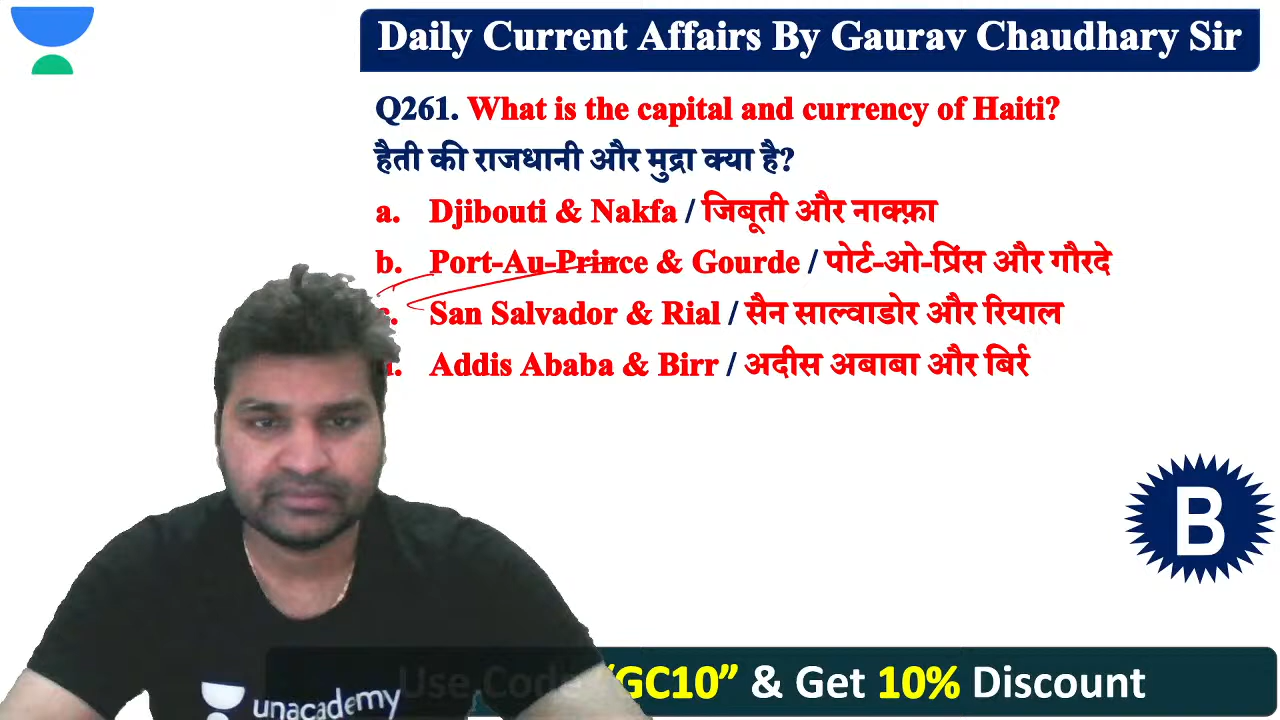 Daily Current Affairs By Gaurav Chaudhary Sir
Q261. What is the capital and currency of Haiti?
हैती की राजधानी और मुद्रा क्या है?
a. Djibouti & Nakfa / जिबूती और नाक्फ़ा
b. Port-Au-Prince & Gourde / पोर्ट-ओ-प्रिंस और गौरदे
c. San Salvador & Rial / सैन साल्वाडोर और रियाल
d. Addis Ababa & Birr / अदीस अबाबा और बिर्र
B
Use Code "GC10" & Get 10% Discount
unacademy